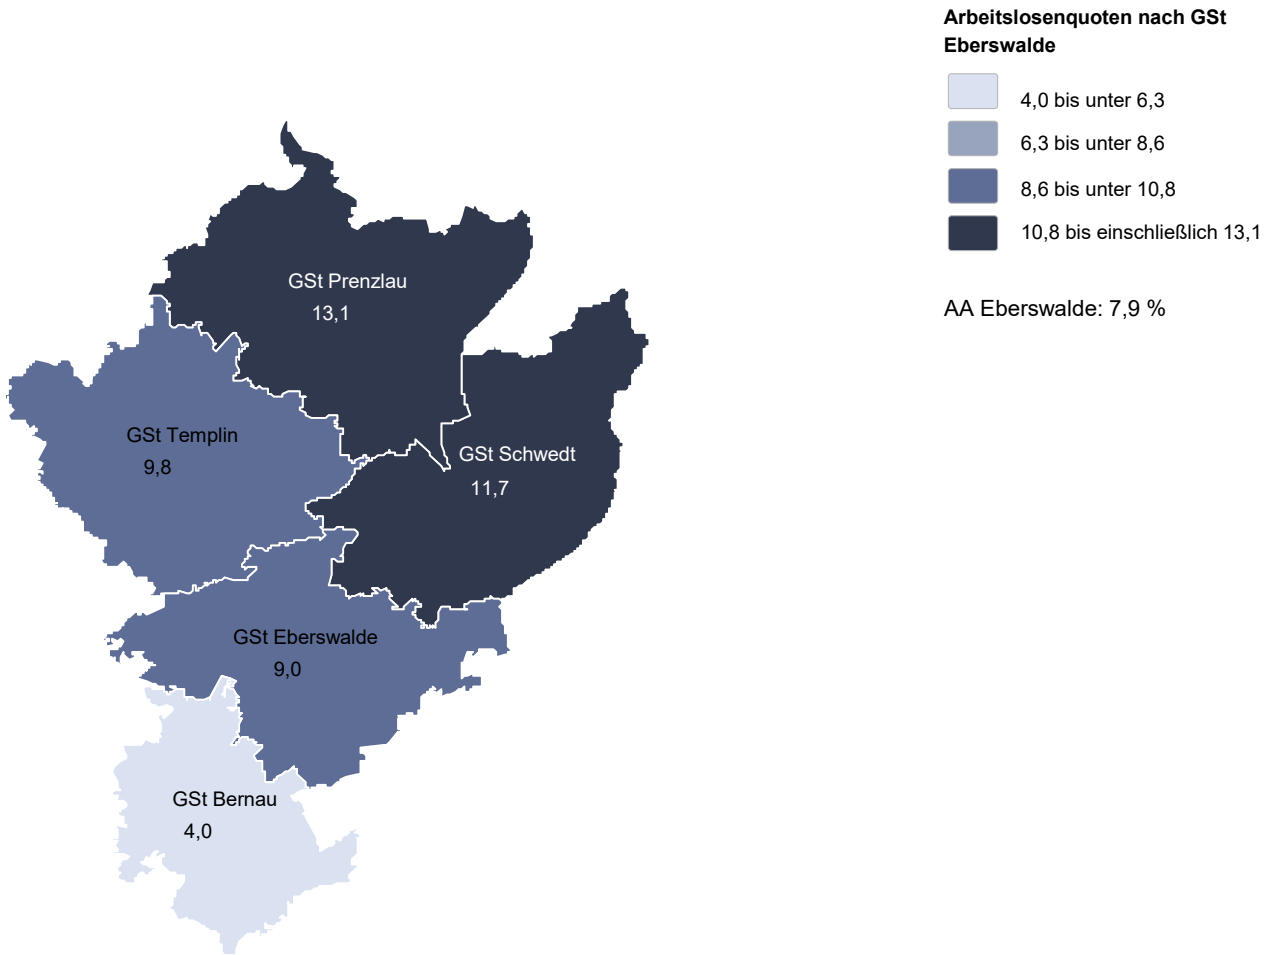 Arbeitslosenquoten nach GSt
Eberswalde
4,0 bis unter 6,3
6,3 bis unter 8,6
8,6 bis unter 10,8
10,8 bis einschließlich 13,1
AA Eberswalde: 7,9 %
GSt Prenzlau
13,1
GSt Templin
9,8
GSt Schwedt
11,7
GSt Eberswalde
9,0
GSt Bernau
4,0